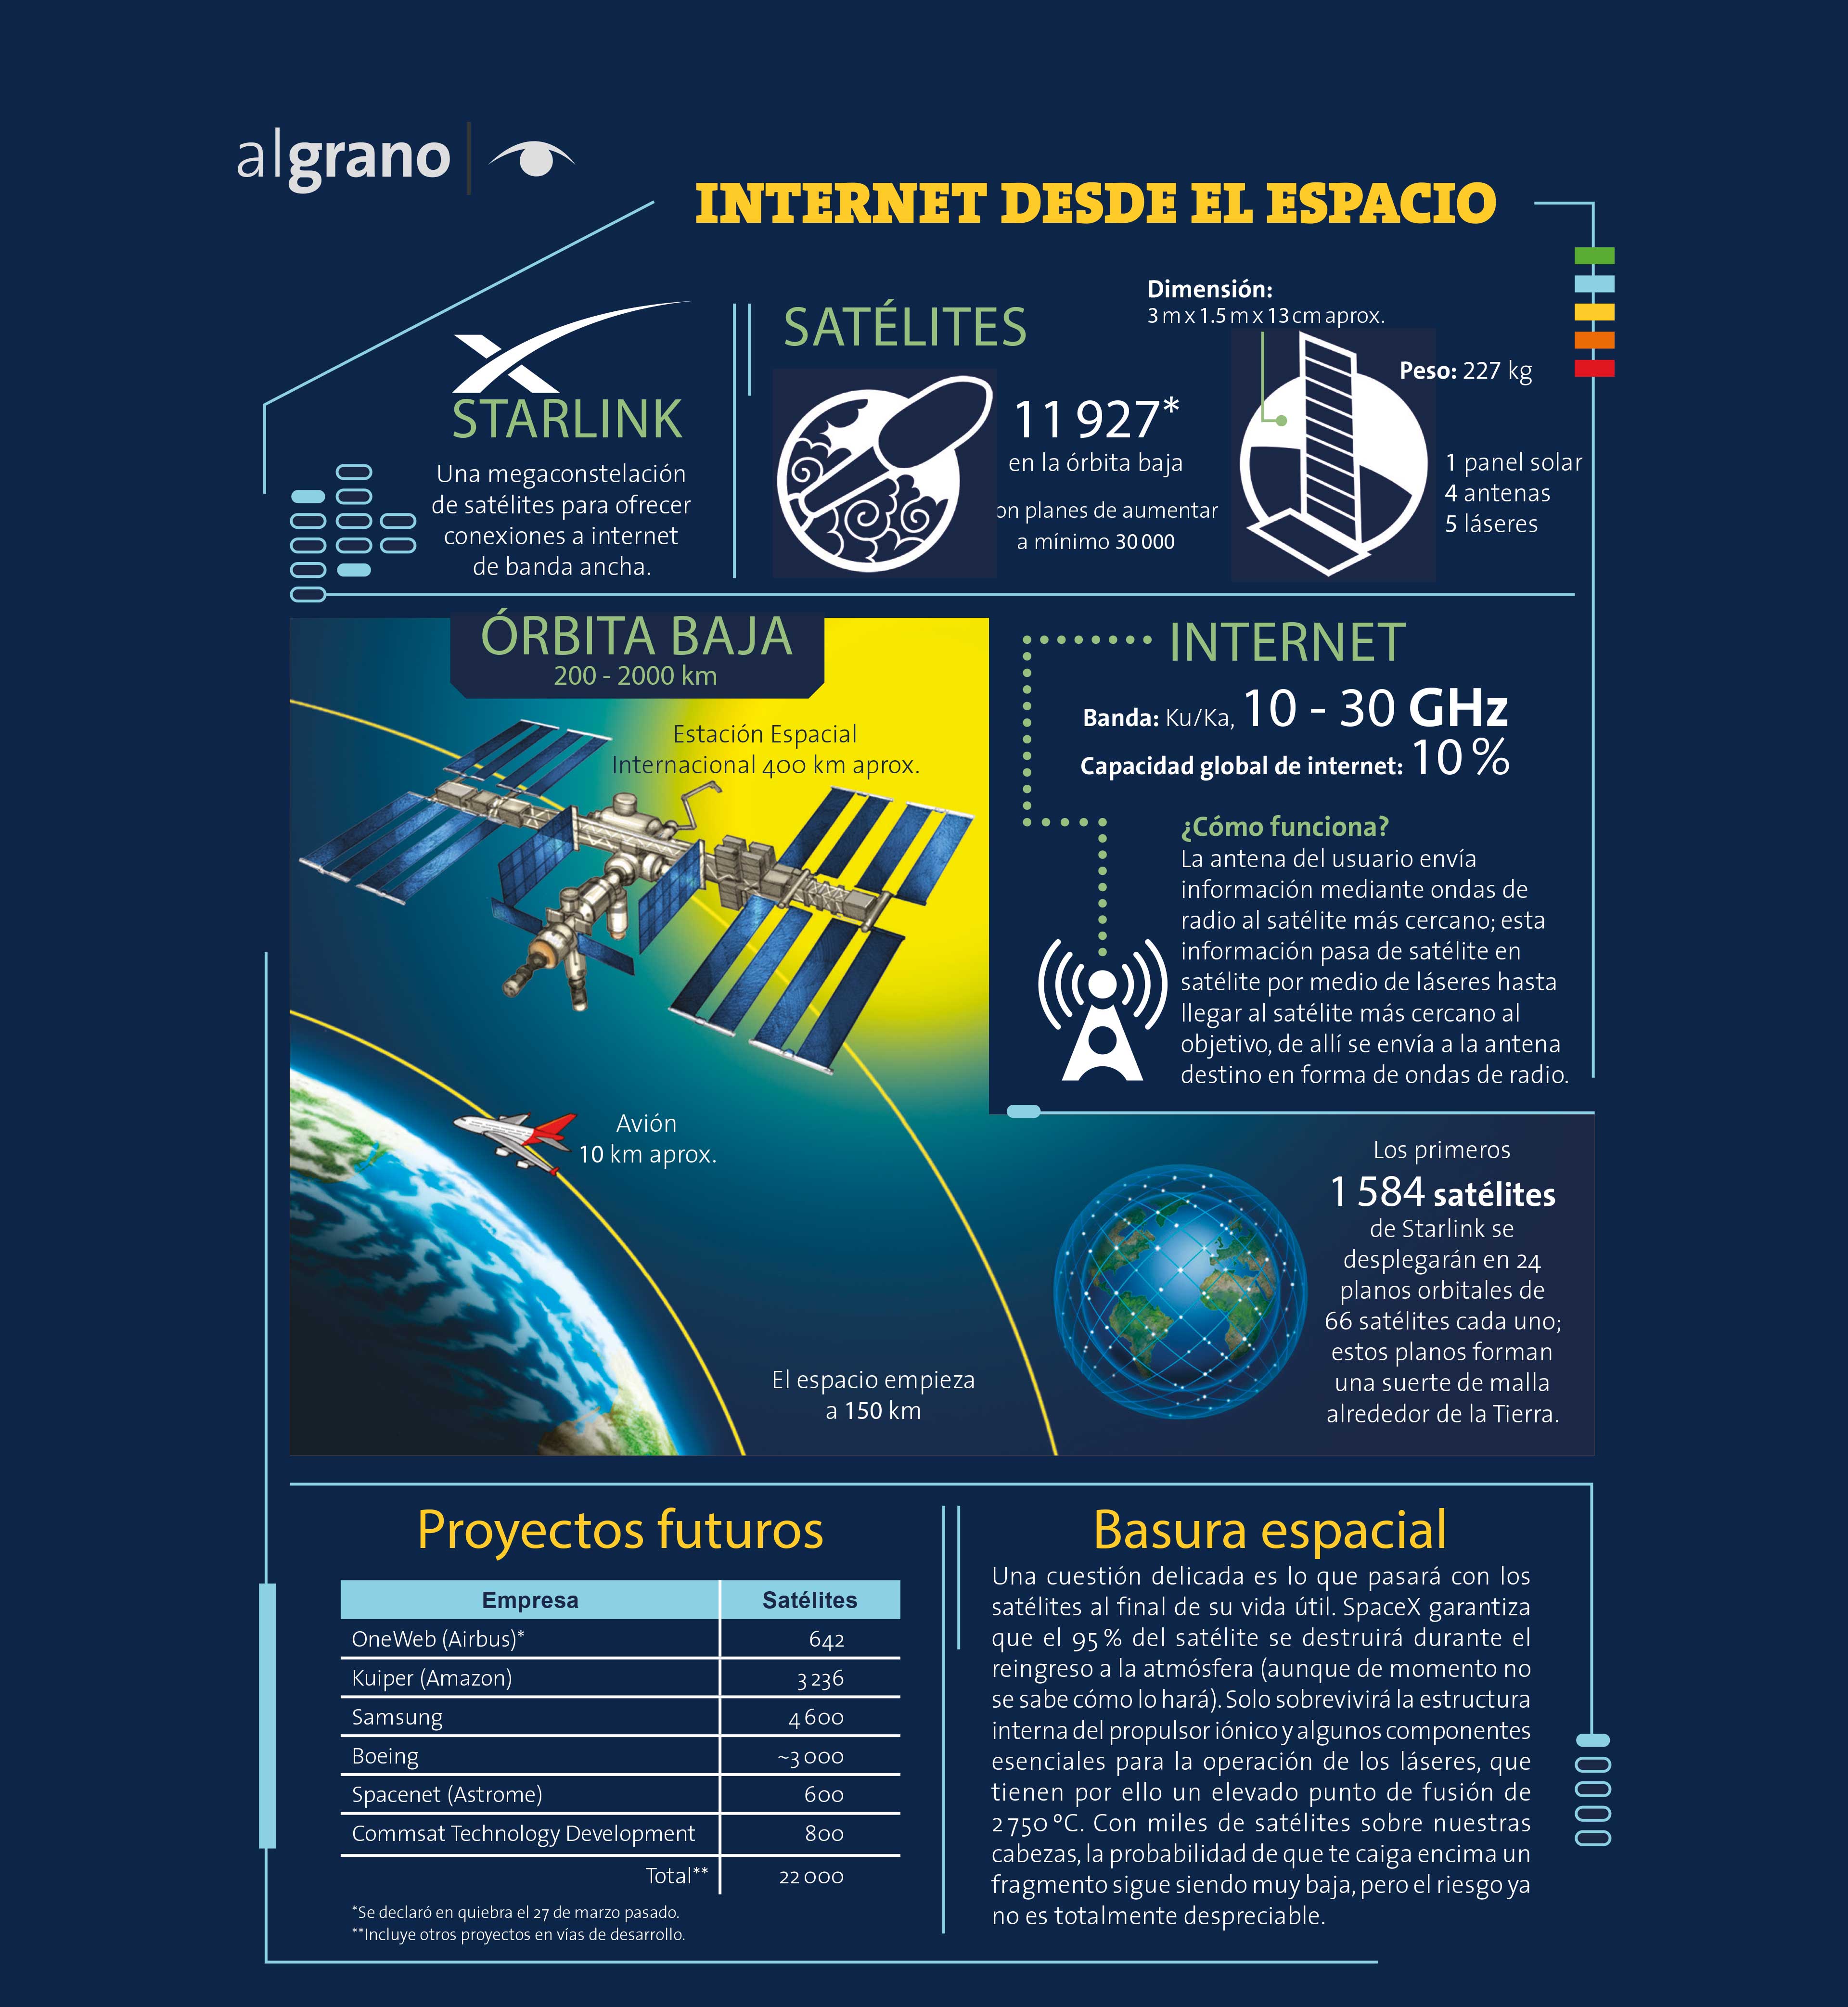 algrano
INTERNET DESDE EL ESPACIO
STARLINK
Una megaconstelación
de satélites para ofrecer
conexiones a internet
de banda ancha.
SATÉLITES
11 927*
en la órbita baja
on planes de aumentar
a mínimo 30 000
Dimensión:
3 m x 1.5 m x 13 cm aprox.
Peso: 227 kg
1 panel solar
4 antenas
5 láseres
ÓRBITA BAJA
200 - 2000 km
Estación Espacial
Internacional 400 km aprox.
Avión
10 km aprox.
El espacio empieza
a 150 km
INTERNET
Banda: Ku/Ka, 10 - 30 GHz
Capacidad global de internet: 10 %
¿Cómo funciona?
La antena del usuario envía
información mediante ondas de
radio al satélite más cercano; esta
información pasa de satélite en
satélite por medio de láseres hasta
llegar al satélite más cercano al
objetivo, de allí se envía a la antena
destino en forma de ondas de radio.
Los primeros
1 584 satélites
de Starlink se
desplegarán en 24
planos orbitales de
66 satélites cada uno;
estos planos forman
una suerte de malla
alrededor de la Tierra.
Proyectos futuros
Empresa Satélites
OneWeb (Airbus)* 642
Kuiper (Amazon) 3 236
Samsung 4 600
Boeing ~3 000
Spacenet (Astrome) 600
Commsat Technology Development 800
Total** 22 000
*Se declaró en quiebra el 27 de marzo pasado.
**Incluye otros proyectos en vías de desarrollo.
Basura espacial
Una cuestión delicada es lo que pasará con los
satélites al final de su vida útil. SpaceX garantiza
que el 95 % del satélite se destruirá durante el
reingreso a la atmósfera (aunque de momento no
se sabe cómo lo hará). Solo sobrevivirá la estructura
interna del propulsor iónico y algunos componentes
esenciales para la operación de los láseres, que
tienen por ello un elevado punto de fusión de
2 750 ºC. Con miles de satélites sobre nuestras
cabezas, la probabilidad de que te caiga encima un
fragmento sigue siendo muy baja, pero el riesgo ya
no es totalmente despreciable.